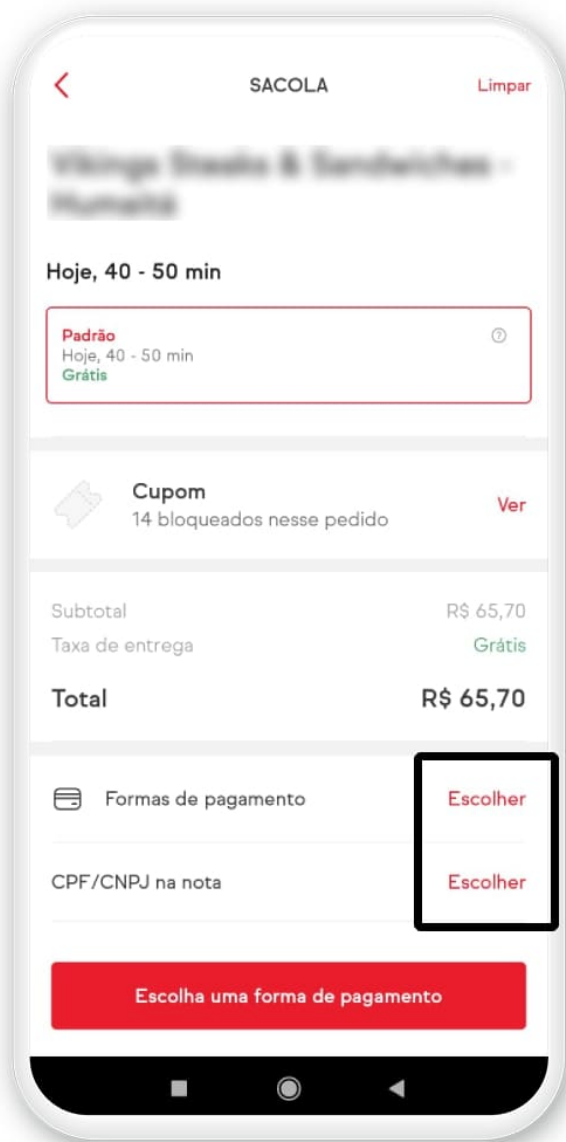 SACOLA
Limpar
Hoje, 40 - 50 min
Padrão
Hoje, 40 - 50 min
Grátis
Cupom
14 bloqueados nesse pedido
Ver
Subtotal R$ 65,70
Taxa de entrega Grátis
Total R$ 65,70
Formas de pagamento Escolher
CPF/CNPJ na nota Escolher
Escolha uma forma de pagamento